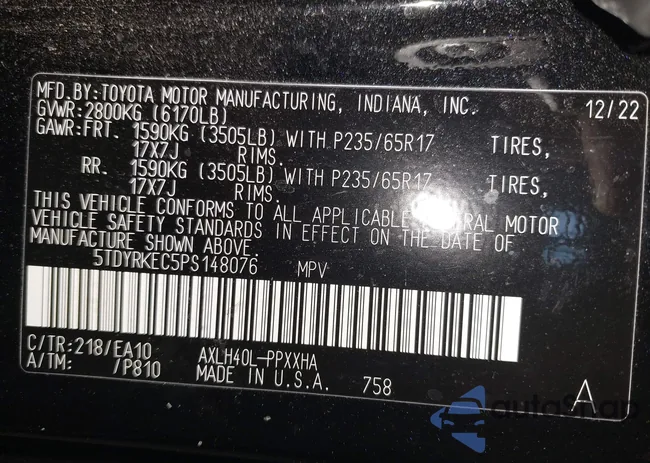 MFD.BY:TOYOTA MOTOR MANUFACTURING, INDIANA, INC. 12/22
GVWR:2800KG (6170LB)
GAWR:FRT. 1590KG (3505LB) WITH P235/65R17 TIRES,
17X7J RIMS.
RR. 1590KG (3505LB) WITH P235/65R17 TIRES,
17X7J RIMS.
THIS VEHICLE CONFORMS TO ALL APPLICABLE MOTOR
VEHICLE SAFETY STANDARDS IN EFFECT ON THE DATE OF
MANUFACTURE SHOWN ABOVE.
5TDYRKEC5PS148076 MPV
C/TR:218/EA10 AXLH40L-PPXXHA
A/TM: /P810 MADE IN U.S.A. 758 A
autoSnap